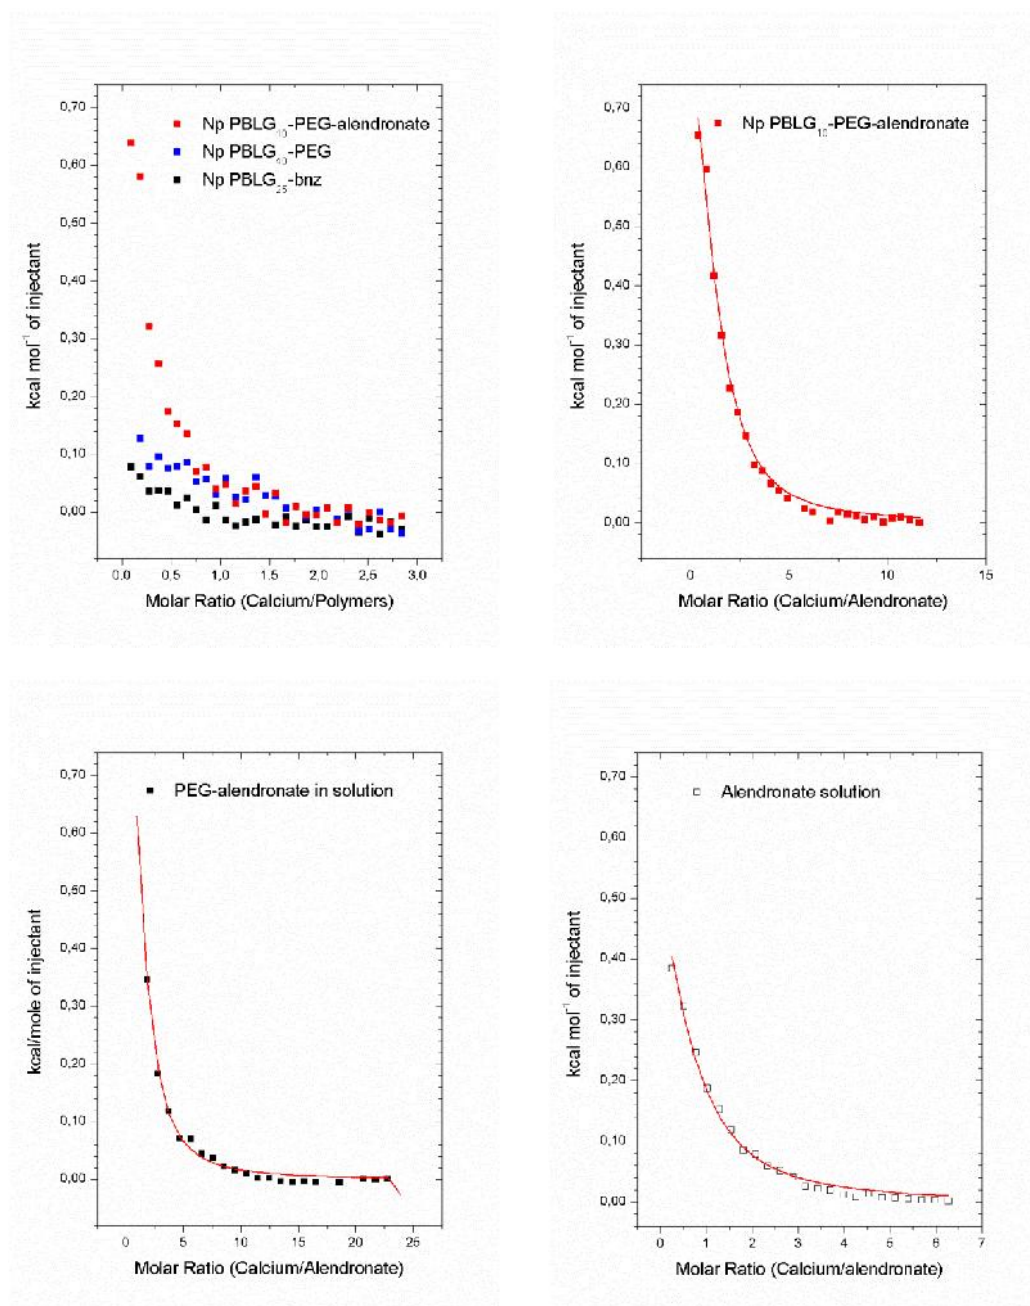 0,70
0,60
0,50
0,40
0,30
0,20
0,10
0,00
kcal mol⁻¹ of injectant
Np PBLG₁₀-PEG-alendronate
Np PBLG₄₀-PEG
Np PBLG₂₅-bnz
0,0 0,5 1,0 1,5 2,0 2,5 3,0
Molar Ratio (Calcium/Polymers)
0,70
0,60
0,50
0,40
0,30
0,20
0,10
0,00
kcal mol⁻¹ of injectant
Np PBLG₁₀-PEG-alendronate
0 5 10 15
Molar Ratio (Calcium/Alendronate)
0,70
0,60
0,50
0,40
0,30
0,20
0,10
0,00
kcal/mole of injectant
PEG-alendronate in solution
0 5 10 15 20 25
Molar Ratio (Calcium/Alendronate)
0,70
0,60
0,50
0,40
0,30
0,20
0,10
0,00
kcal mol⁻¹ of injectant
Alendronate solution
0 1 2 3 4 5 6 7
Molar Ratio (Calcium/alendronate)